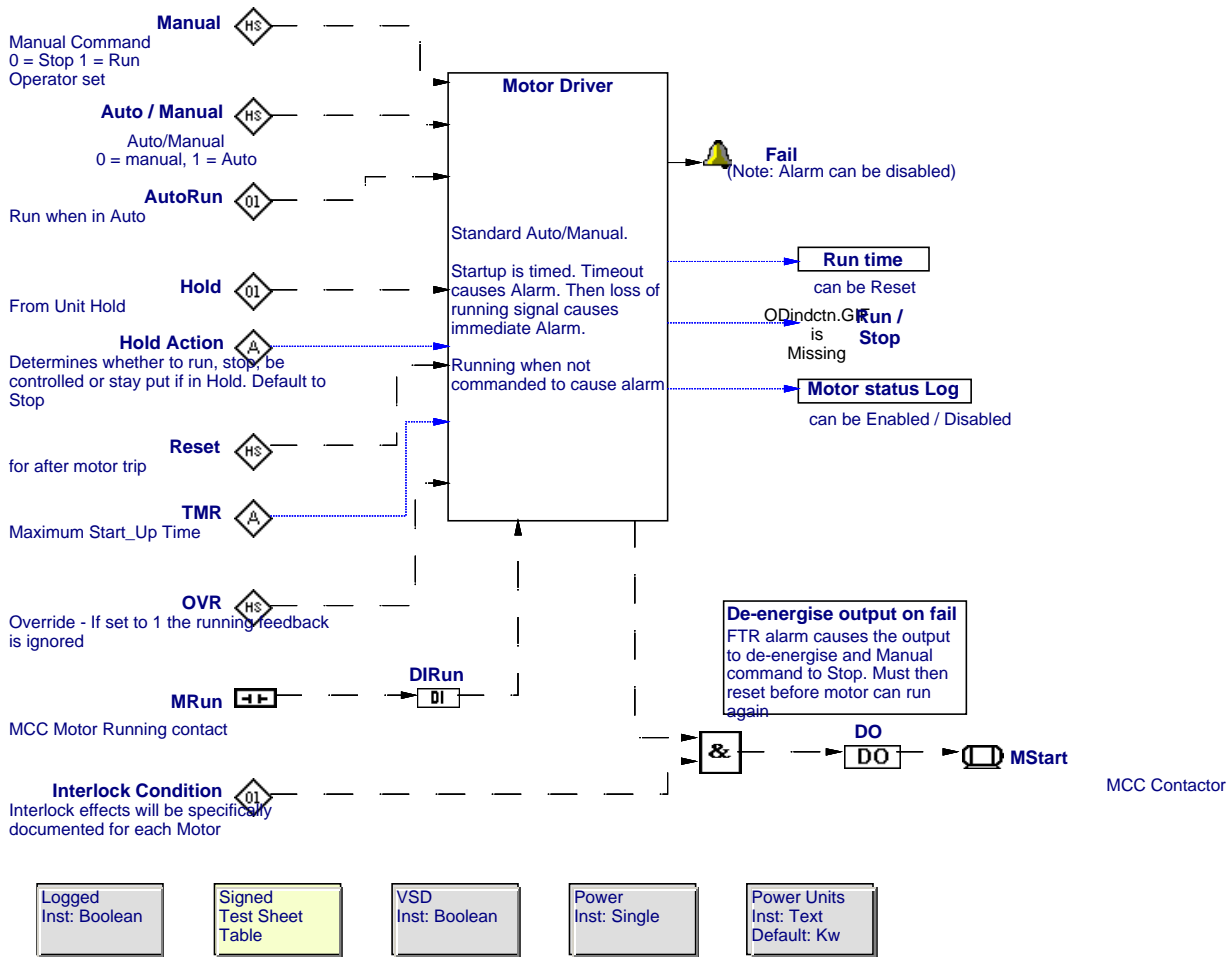 Manual
HS
Manual Command
0 = Stop 1 = Run
Operator set
Motor Driver
Auto / Manual
HS
Auto/Manual
0 = manual, 1 = Auto
Fail
(Note: Alarm can be disabled)
AutoRun
01
Run when in Auto
Standard Auto/Manual.
Startup is timed. Timeout
causes Alarm. Then loss of
running signal causes
immediate Alarm.
Running when not
commanded to cause alarm
Run time
can be Reset
Hold
01
From Unit Hold
ODindctn.GIF
is
Missing
Run /
Stop
Hold Action
A
Determines whether to run, stop, be
controlled or stay put if in Hold. Default to
Stop
Motor status Log
can be Enabled / Disabled
Reset
HS
for after motor trip
TMR
A
Maximum Start_Up Time
OVR
HS
Override - If set to 1 the running feedback
is ignored
De-energise output on fail
FTR alarm causes the output
to de-energise and Manual
command to Stop. Must then
reset before motor can run
again
MRun
DIRun
DI
MCC Motor Running contact
&
DO
DO
MStart
MCC Contactor
Interlock Condition
01
Interlock effects will be specifically
documented for each Motor
Logged
Inst: Boolean
Signed
Test Sheet
Table
VSD
Inst: Boolean
Power
Inst: Single
Power Units
Inst: Text
Default: Kw